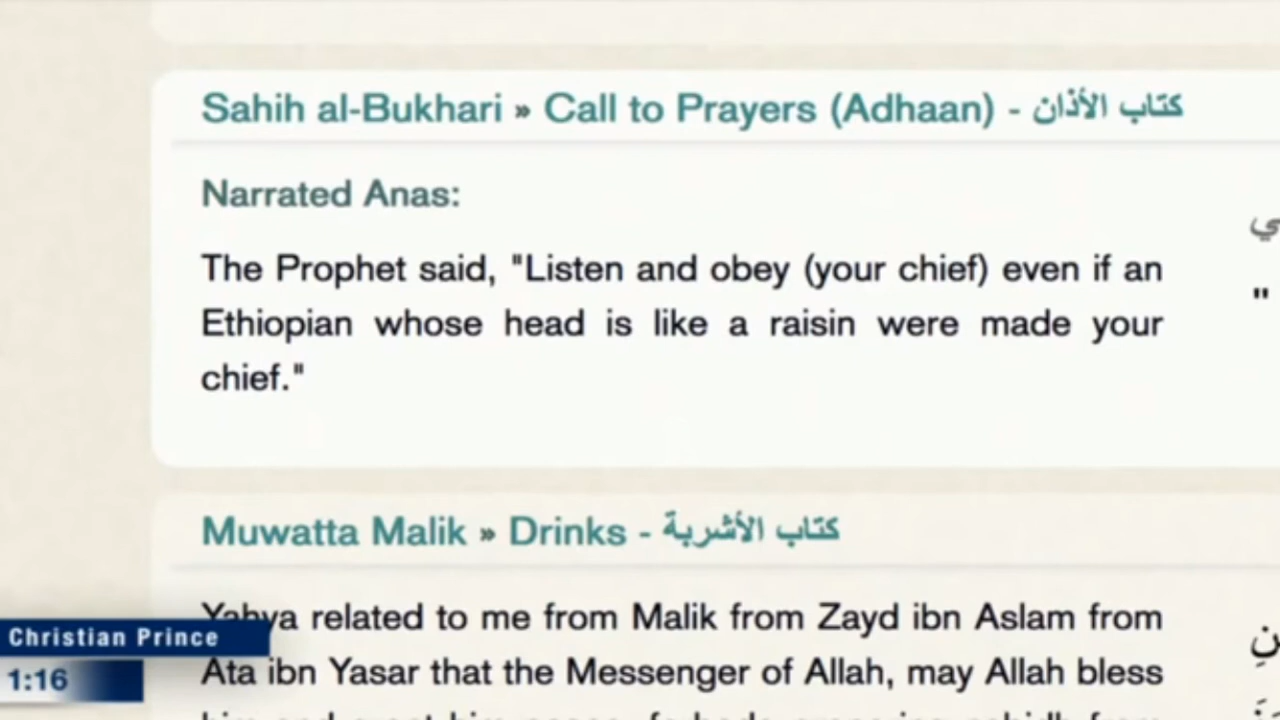 Sahih al-Bukhari » Call to Prayers (Adhaan) - كتاب الأذان
Narrated Anas:
The Prophet said, "Listen and obey (your chief) even if an
Ethiopian whose head is like a raisin were made your
chief."
Muwatta Malik » Drinks - كتاب الأشربة
Yahya related to me from Malik from Zayd ibn Aslam from
Ata ibn Yasar that the Messenger of Allah, may Allah bless
Christian Prince
1:16